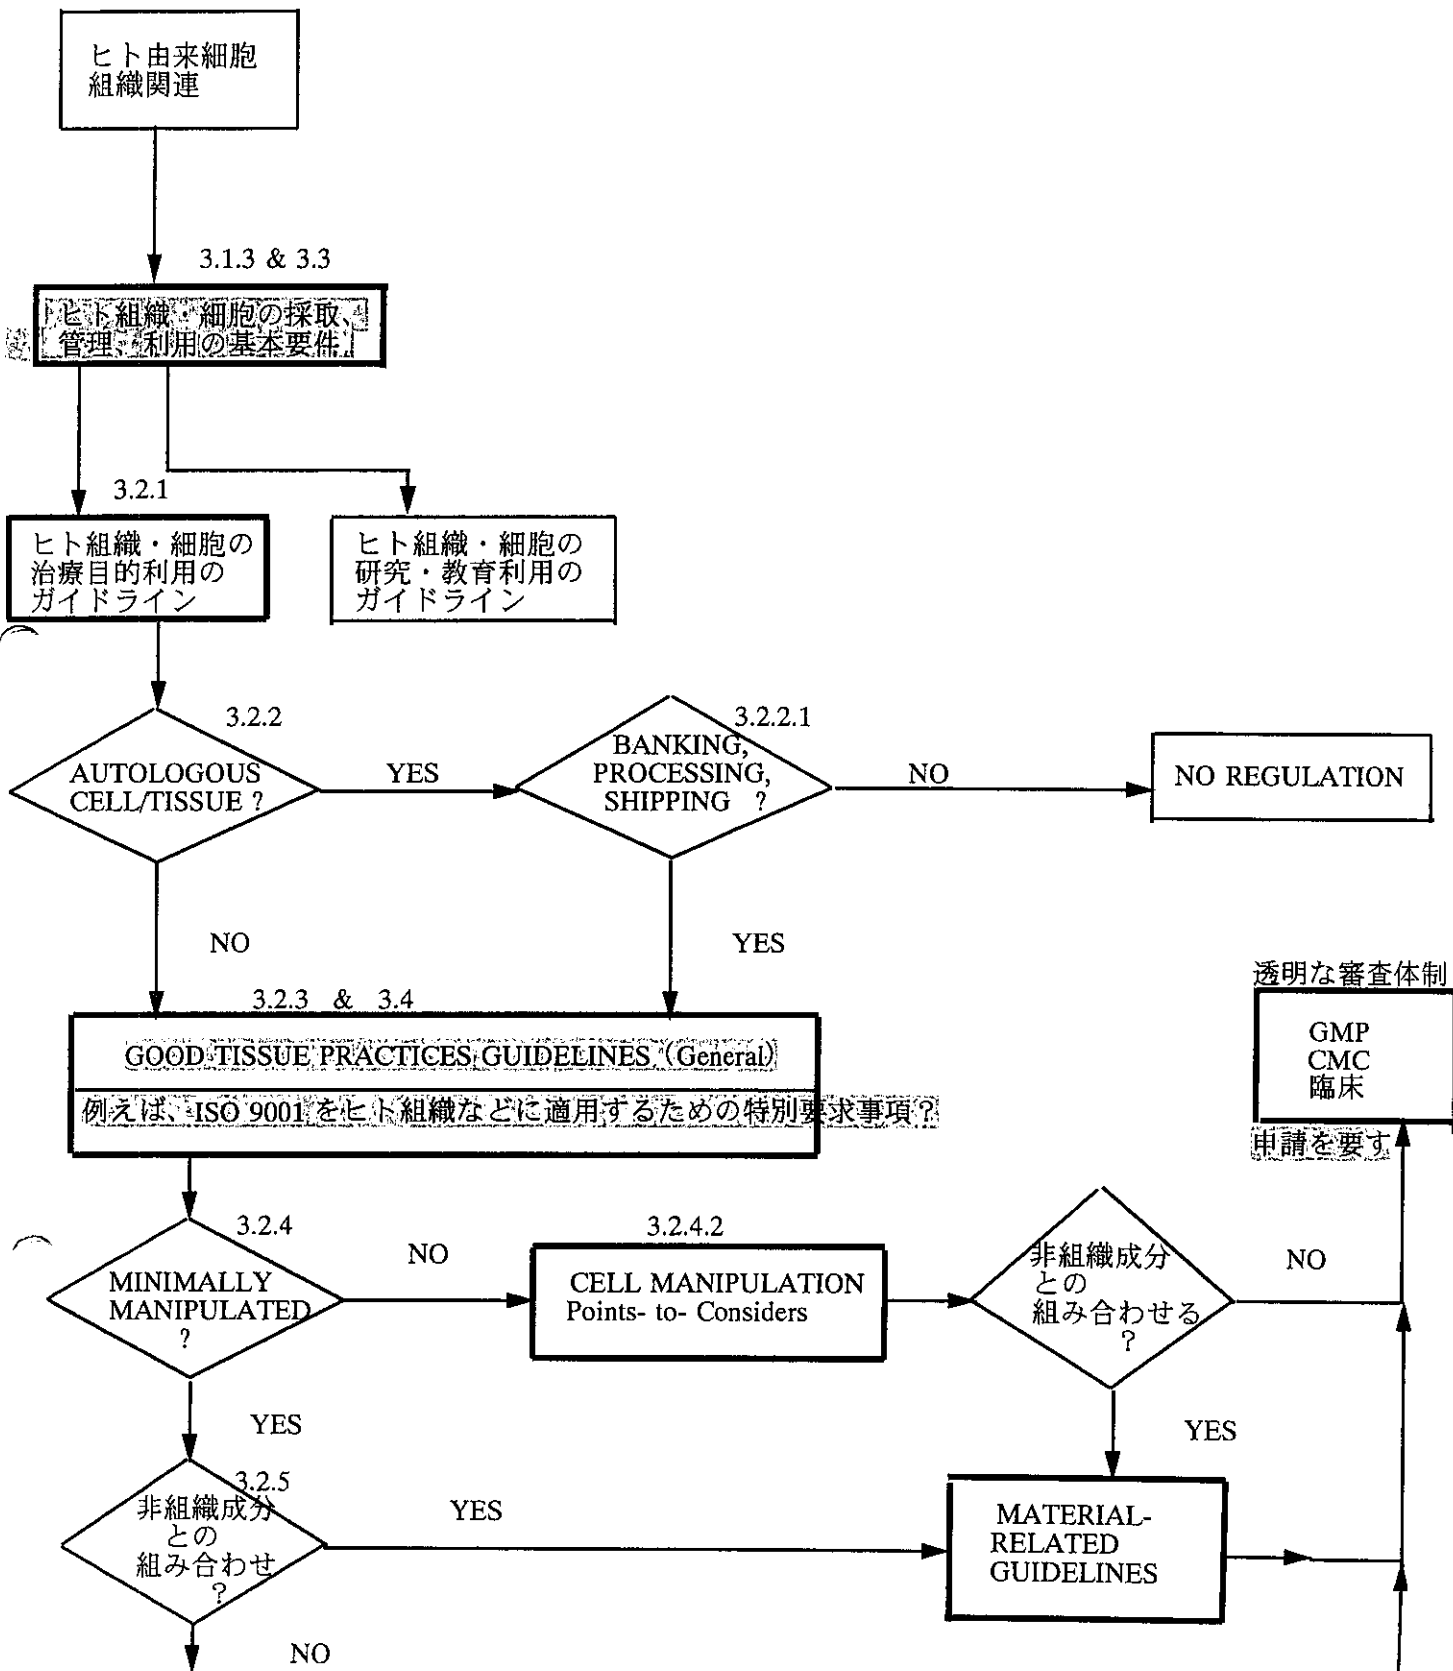 ヒト由来細胞
組織関連
3.1.3 & 3.3
ヒト組織・細胞の採取、
管理、利用の基本要件
3.2.1
ヒト組織・細胞の
治療目的利用の
ガイドライン
ヒト組織・細胞の
研究・教育利用の
ガイドライン
3.2.2
AUTOLOGOUS
CELL/TISSUE ?
YES
3.2.2.1
BANKING,
PROCESSING,
SHIPPING ?
NO
NO REGULATION
NO
YES
透明な審査体制
GMP
CMC
臨床
申請を要す
3.2.3 & 3.4
GOOD TISSUE PRACTICES GUIDELINES (General)
例えば、ISO 9001 をヒト組織などに適用するための特別要求事項?
3.2.4
MINIMALLY
MANIPULATED
?
NO
3.2.4.2
CELL MANIPULATION
Points- to- Considers
非組織成分
との
組み合わせる
?
NO
YES
YES
3.2.5
非組織成分
との
組み合わせ
?
YES
MATERIAL-
RELATED
GUIDELINES
NO